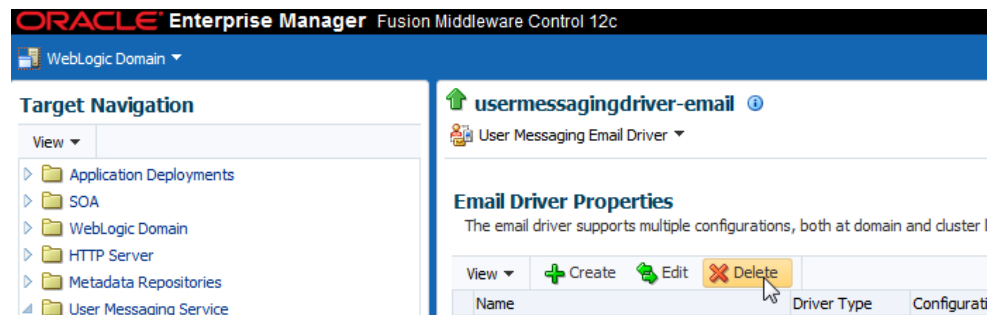 ORACLE Enterprise Manager Fusion Middleware Control 12c
WebLogic Domain
Target Navigation
View
Application Deployments
SOA
WebLogic Domain
HTTP Server
Metadata Repositories
User Messaging Service
usermessagingdriver-email
User Messaging Email Driver
Email Driver Properties
The email driver supports multiple configurations, both at domain and cluster
View Create Edit Delete
Name Driver Type Configurati